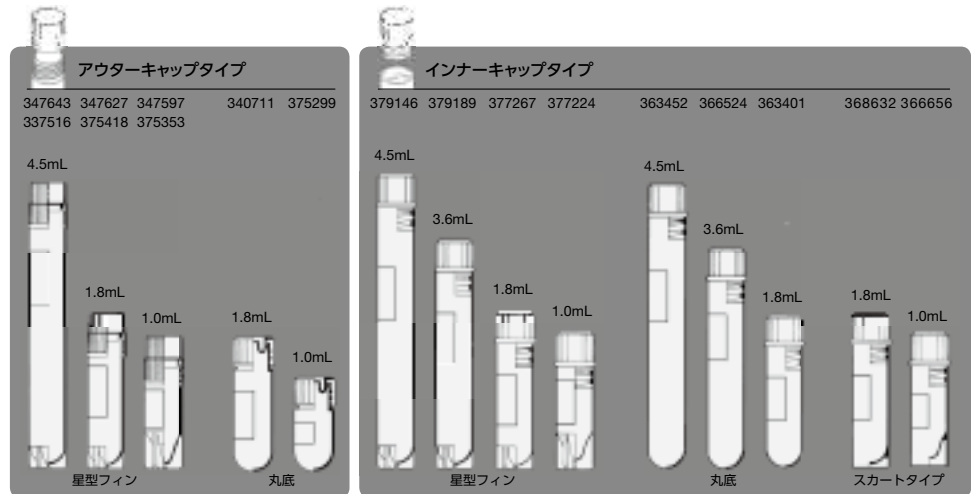 アウターキャップタイプ
347643 347627 347597 340711 375299
337516 375418 375353
4.5mL
1.8mL
1.0mL
1.8mL
1.0mL
星型フィン 丸底
インナーキャップタイプ
379146 379189 377267 377224 363452 366524 363401 368632 366656
4.5mL
3.6mL
1.8mL
1.0mL
4.5mL
3.6mL
1.8mL
1.8mL
1.0mL
星型フィン 丸底 スカートタイプ